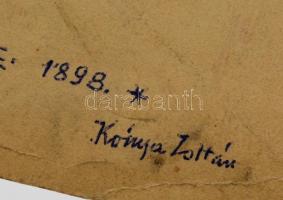 E: 1898. *
darabanth
Kónya Zoltán